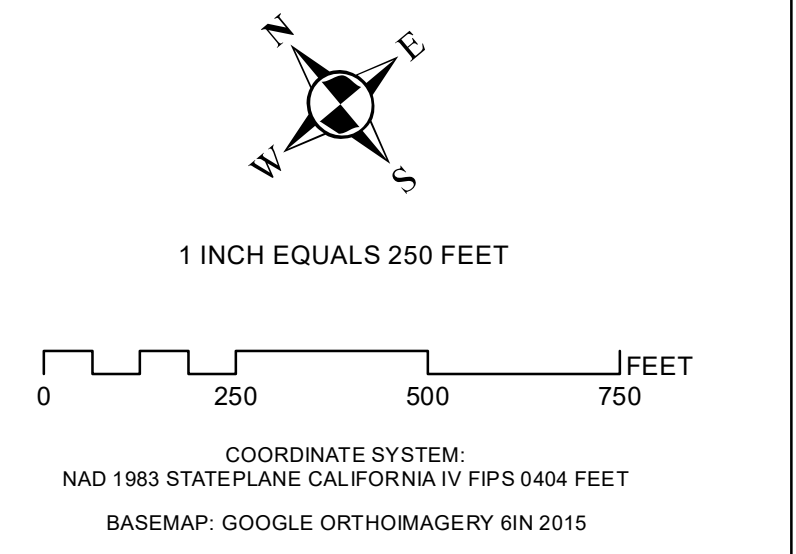 N
E
W
S
1 INCH EQUALS 250 FEET
FEET
0 250 500 750
COORDINATE SYSTEM:
NAD 1983 STATEPLANE CALIFORNIA IV FIPS 0404 FEET
BASEMAP: GOOGLE ORTHOIMAGERY 6IN 2015